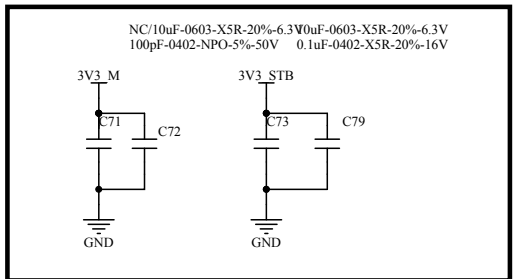 NC/10uF-0603-X5R-20%-6.3V 10uF-0603-X5R-20%-6.3V
100pF-0402-NPO-5%-50V 0.1uF-0402-X5R-20%-16V
3V3_M 3V3_STB
C71 C72 C73 C79
GND GND